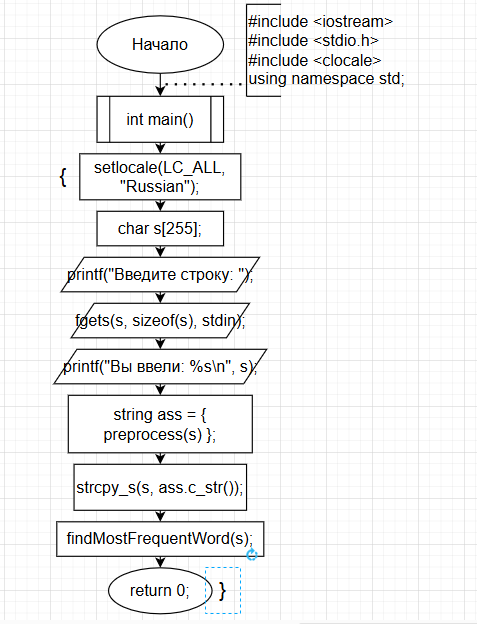 #include <iostream>
#include <stdio.h>
#include <clocale>
using namespace std;
Начало
int main()
{
setlocale(LC_ALL,
"Russian");
char s[255];
printf("Введите строку: ");
fgets(s, sizeof(s), stdin);
printf("Вы ввели: %s\n", s);
string ass = {
preprocess(s) };
strcpy_s(s, ass.c_str());
findMostFrequentWord(s);
return 0;
}